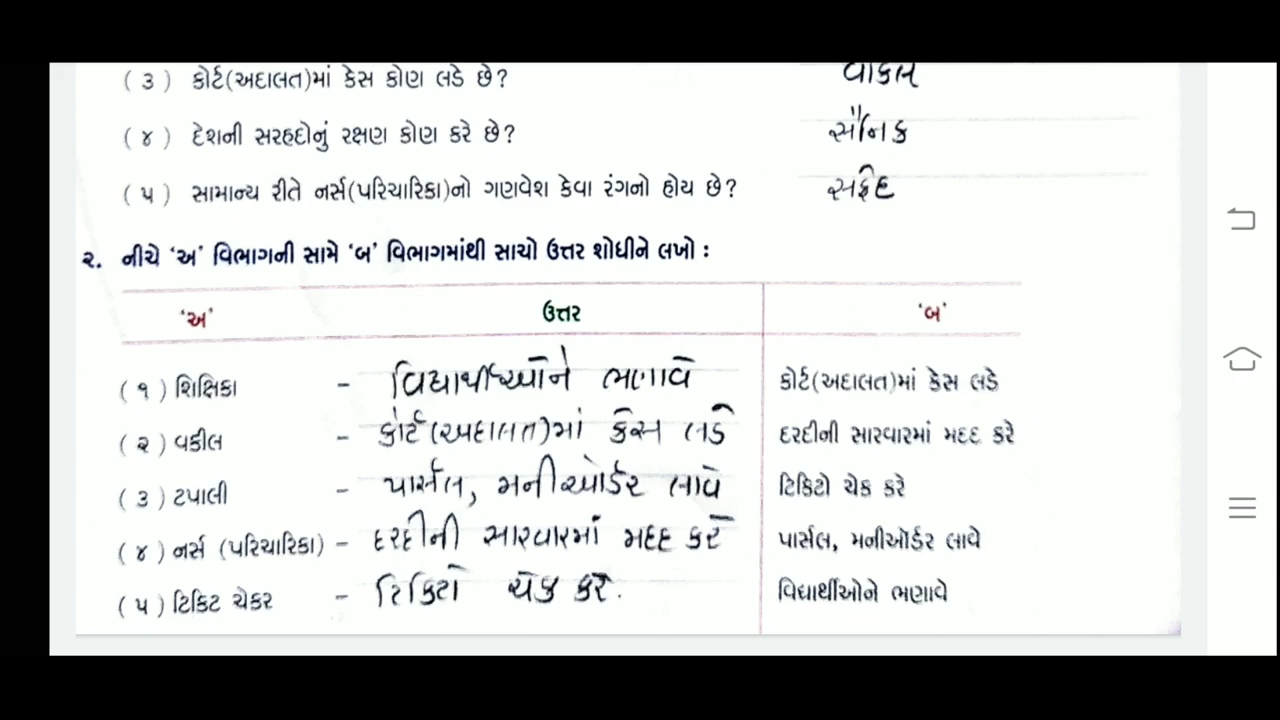 (૩) કોર્ટ(અદાલત)માં કેસ કોણ લડે છે? વકીલ
(૪) દેશની સરહદોનું રક્ષણ કોણ કરે છે? સૈનિક
(૫) સામાન્ય રીતે નર્સ(પરિચારિકા)નો ગણવેશ કેવા રંગનો હોય છે? સફેદ
૨. નીચે ‘અ’ વિભાગની સામે ‘બ’ વિભાગમાંથી સાચો ઉત્તર શોધીને લખો :
‘અ’ ઉત્તર ‘બ’
(૧) શિક્ષિકા - વિદ્યાર્થીઓને ભણાવે કોર્ટ(અદાલત)માં કેસ લડે
(૨) વકીલ - કોર્ટ(અદાલત)માં કેસ લડે દરદીની સારવારમાં મદદ કરે
(૩) ટપાલી - પાર્સલ, મનીઓર્ડર લાવે ટિકિટો ચેક કરે
(૪) નર્સ (પરિચારિકા) - દરદીની સારવારમાં મદદ કરે પાર્સલ, મનીઑર્ડર લાવે
(૫) ટિકિટ ચેકર - ટિકિટો ચેક કરે. વિદ્યાર્થીઓને ભણાવે